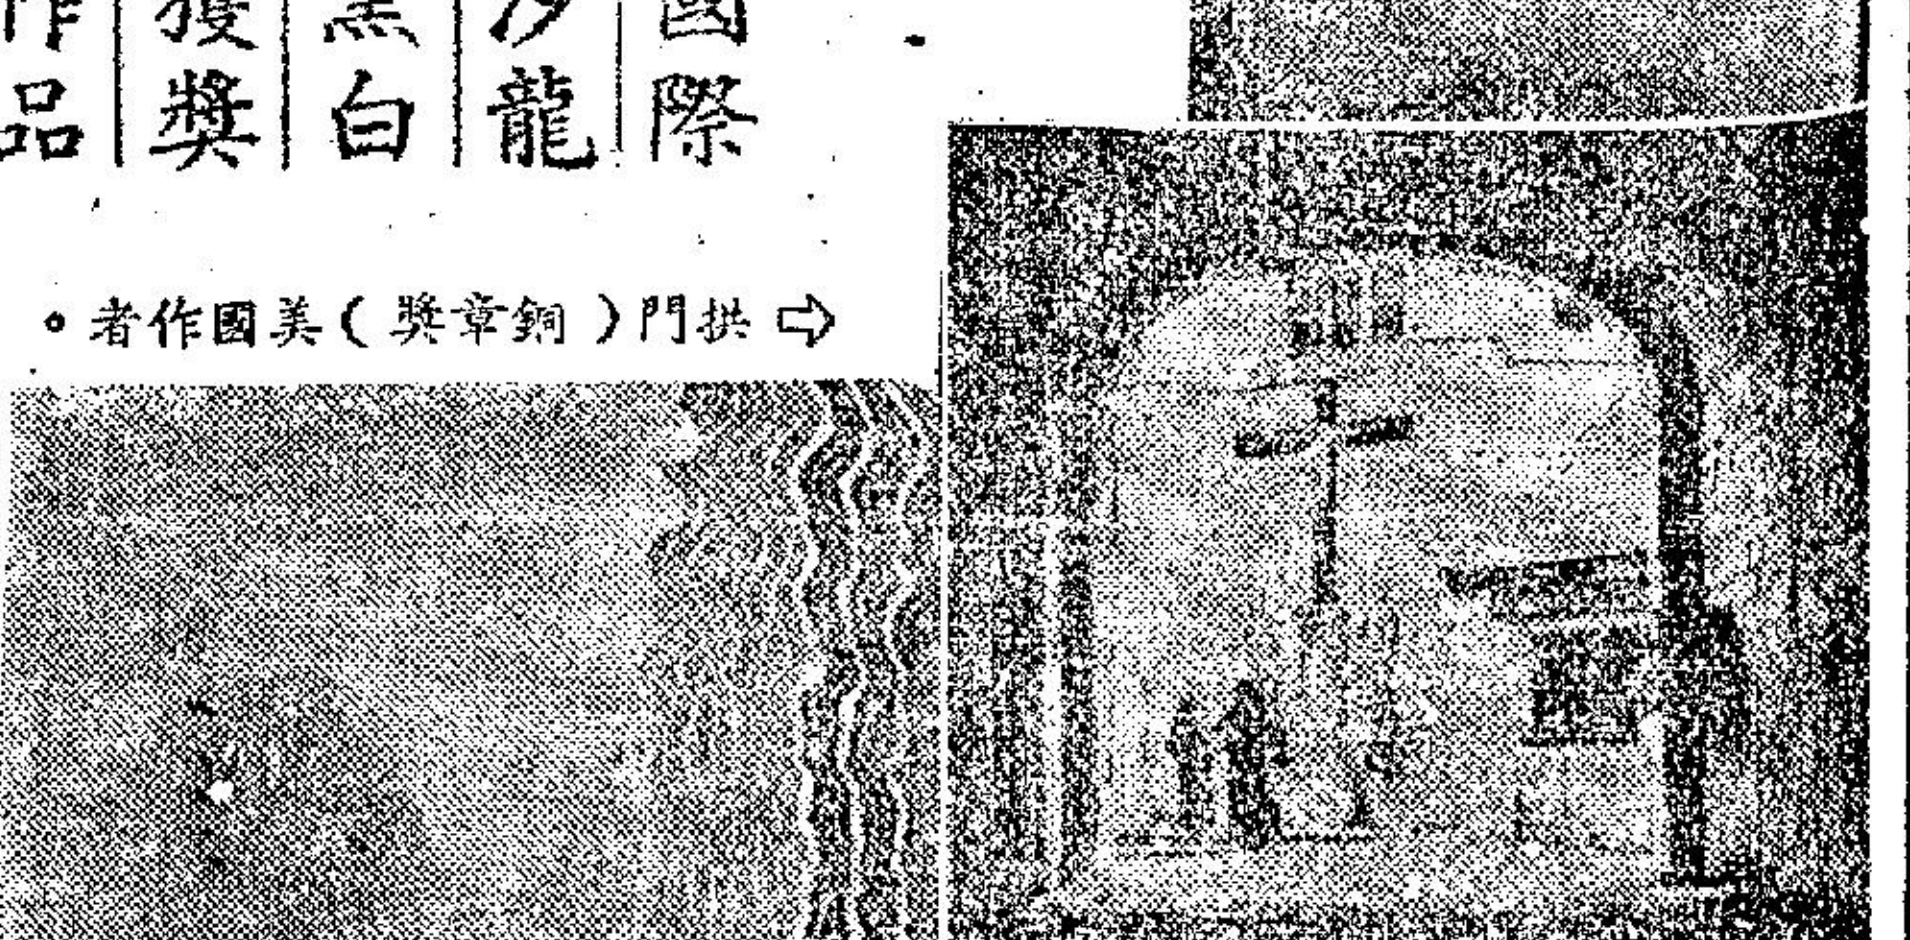 國際
沙龍
黑白
獲獎
作品
⇨拱門(銅章獎)美國作者。